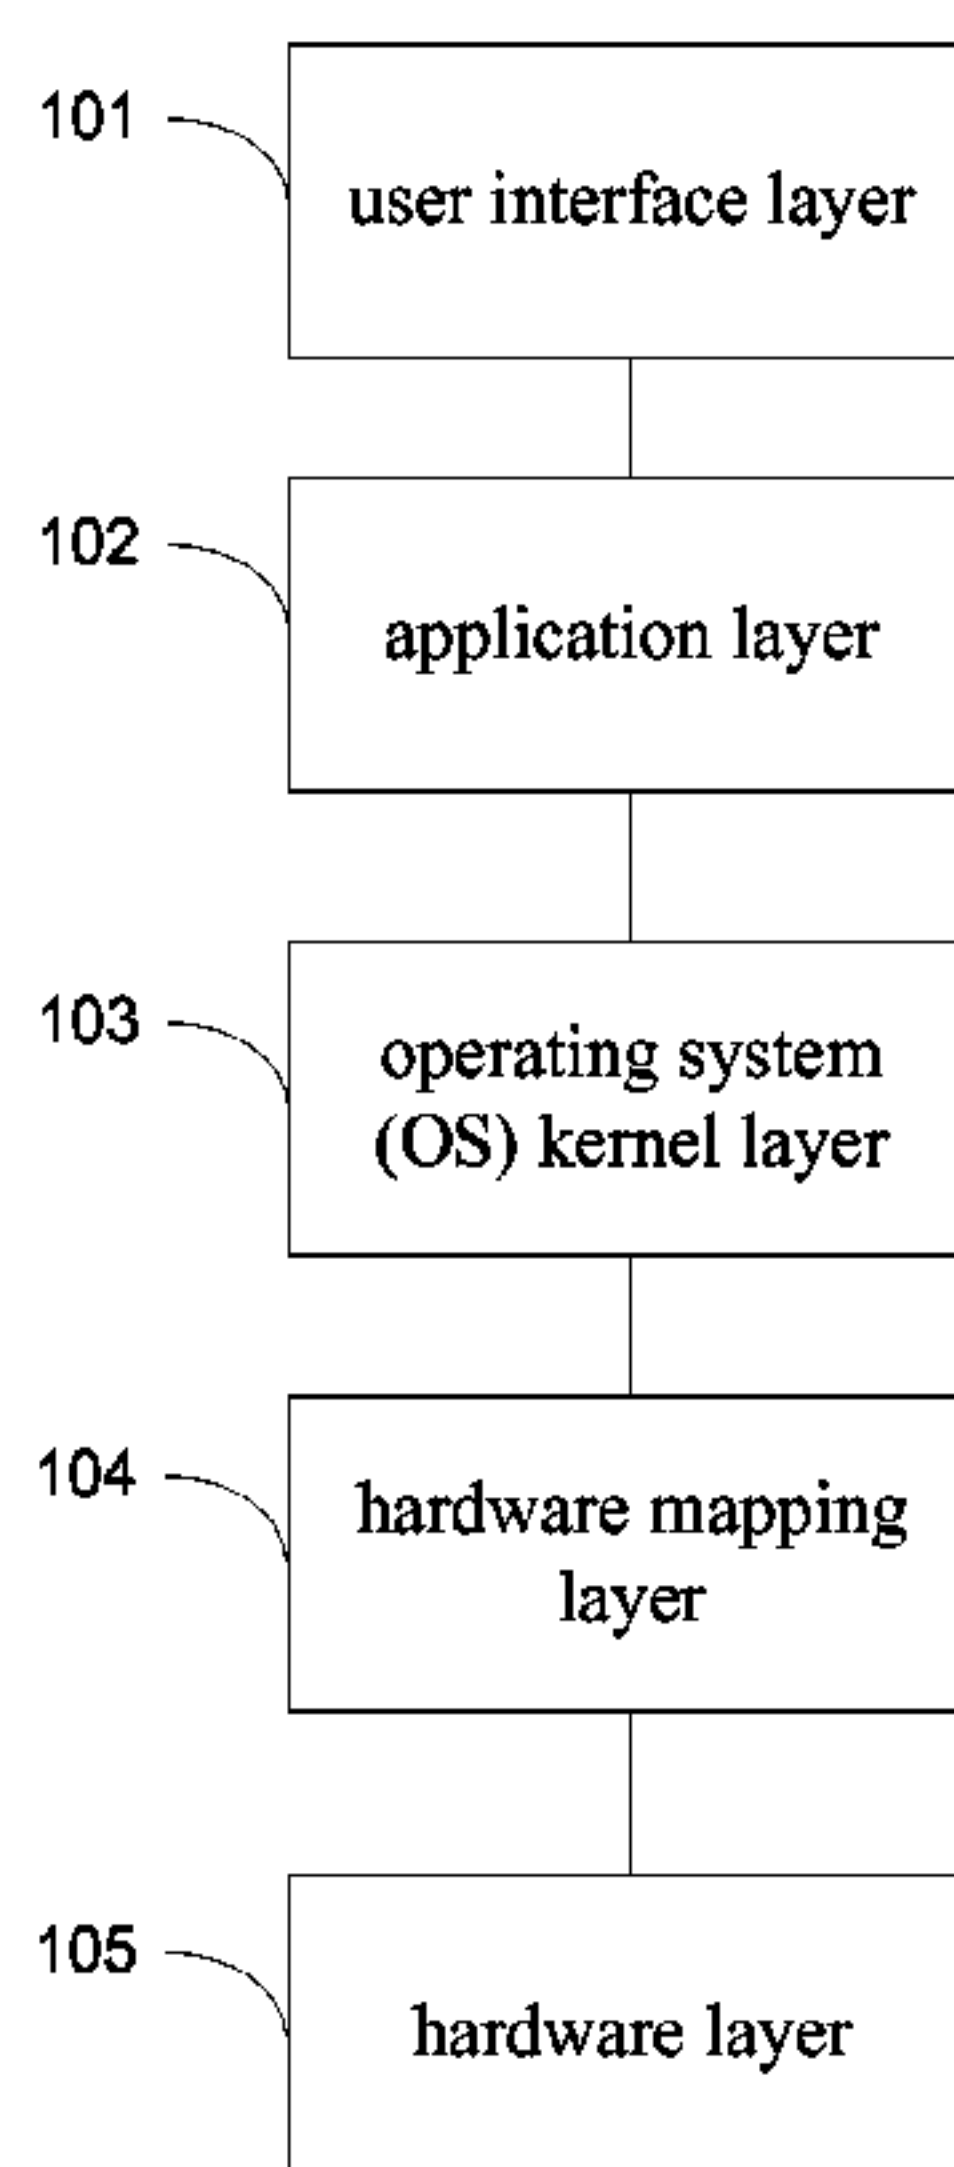 101
user interface layer
102
application layer
103
operating system
(OS) kernel layer
104
hardware mapping
layer
105
hardware layer